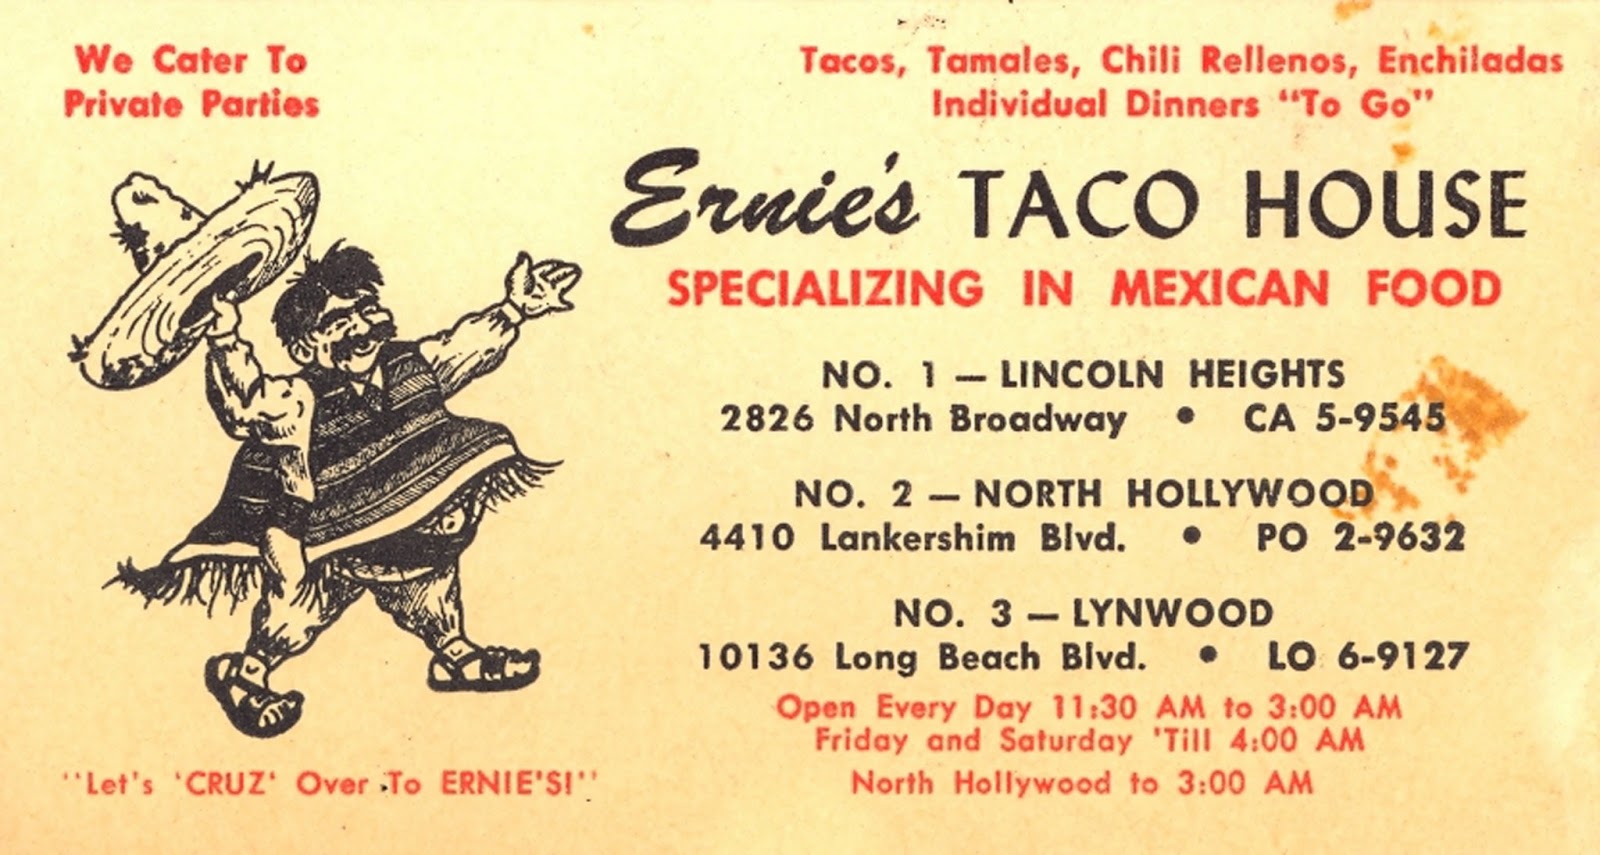 We Cater To
Private Parties
Tacos, Tamales, Chili Rellenos, Enchiladas
Individual Dinners "To Go"
Ernie's TACO HOUSE
SPECIALIZING IN MEXICAN FOOD
NO. 1 — LINCOLN HEIGHTS
2826 North Broadway • CA 5-9545
NO. 2 — NORTH HOLLYWOOD
4410 Lankershim Blvd. • PO 2-9632
NO. 3 — LYNWOOD
10136 Long Beach Blvd. • LO 6-9127
Open Every Day 11:30 AM to 3:00 AM
Friday and Saturday 'Till 4:00 AM
North Hollywood to 3:00 AM
"Let's 'CRUZ' Over To ERNIE'S!"